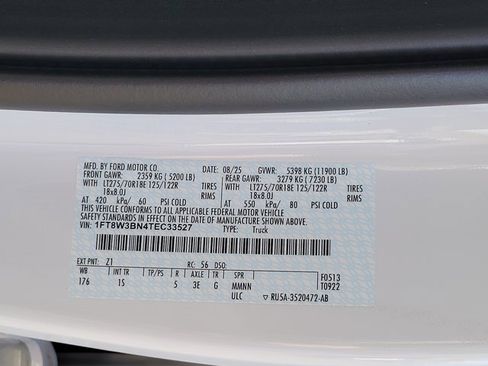 MFD. BY FORD MOTOR CO. DATE: 08/25 GVWR: 5398 KG (11900 LB)
FRONT GAWR: 2359 KG (5200 LB) REAR GAWR: 3279 KG (7230 LB)
WITH LT275/70R18E 125/122R TIRES WITH LT275/70R18E 125/122R TIRES
18x8.0J RIMS 18x8.0J RIMS
AT 420 kPa/ 60 PSI COLD AT 550 kPa/ 80 PSI COLD
THIS VEHICLE CONFORMS TO ALL APPLICABLE FEDERAL MOTOR VEHICLE
SAFETY STANDARDS IN EFFECT ON THE DATE OF MANUFACTURE SHOWN ABOVE.
VIN: 1FT8W3BN4TEC33527 TYPE: Truck
EXT PNT: Z1 RC: 56 DSO: F0513
WB INT TR TP/PS R AXLE TR SPR T0922
176 1S 5 3E G MMNN
ULC ▽ RU5A-3520472-AB